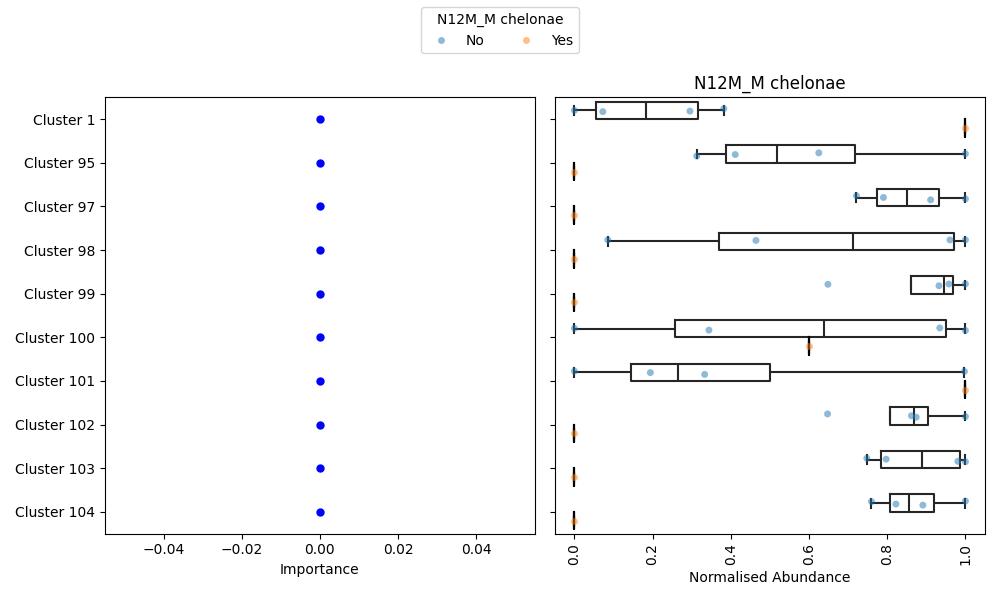 N12M_M chelonae
No Yes
N12M_M chelonae
Cluster 1
Cluster 95
Cluster 97
Cluster 98
Cluster 99
Cluster 100
Cluster 101
Cluster 102
Cluster 103
Cluster 104
−0.04 −0.02 0.00 0.02 0.04
Importance
0.0 0.2 0.4 0.6 0.8 1.0
Normalised Abundance